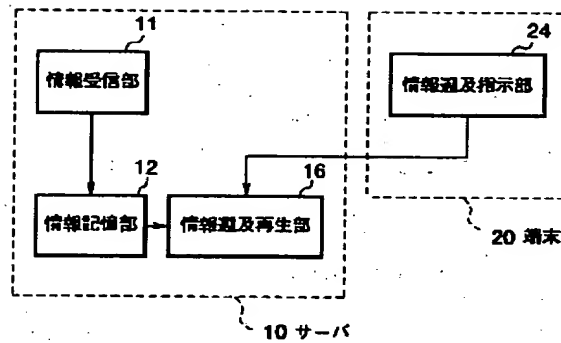 11
情報受信部
24
情報遡及指示部
12
情報記憶部
16
情報遡及再生部
20 端末
10 サーバ